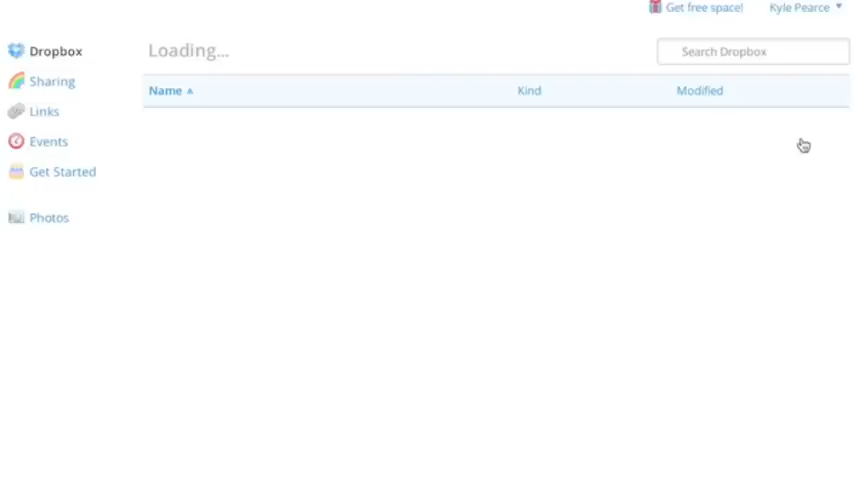 Get free space! Kyle Pearce
Dropbox
Loading...
Search Dropbox
Sharing
Name Kind Modified
Links
Events
Get Started
Photos